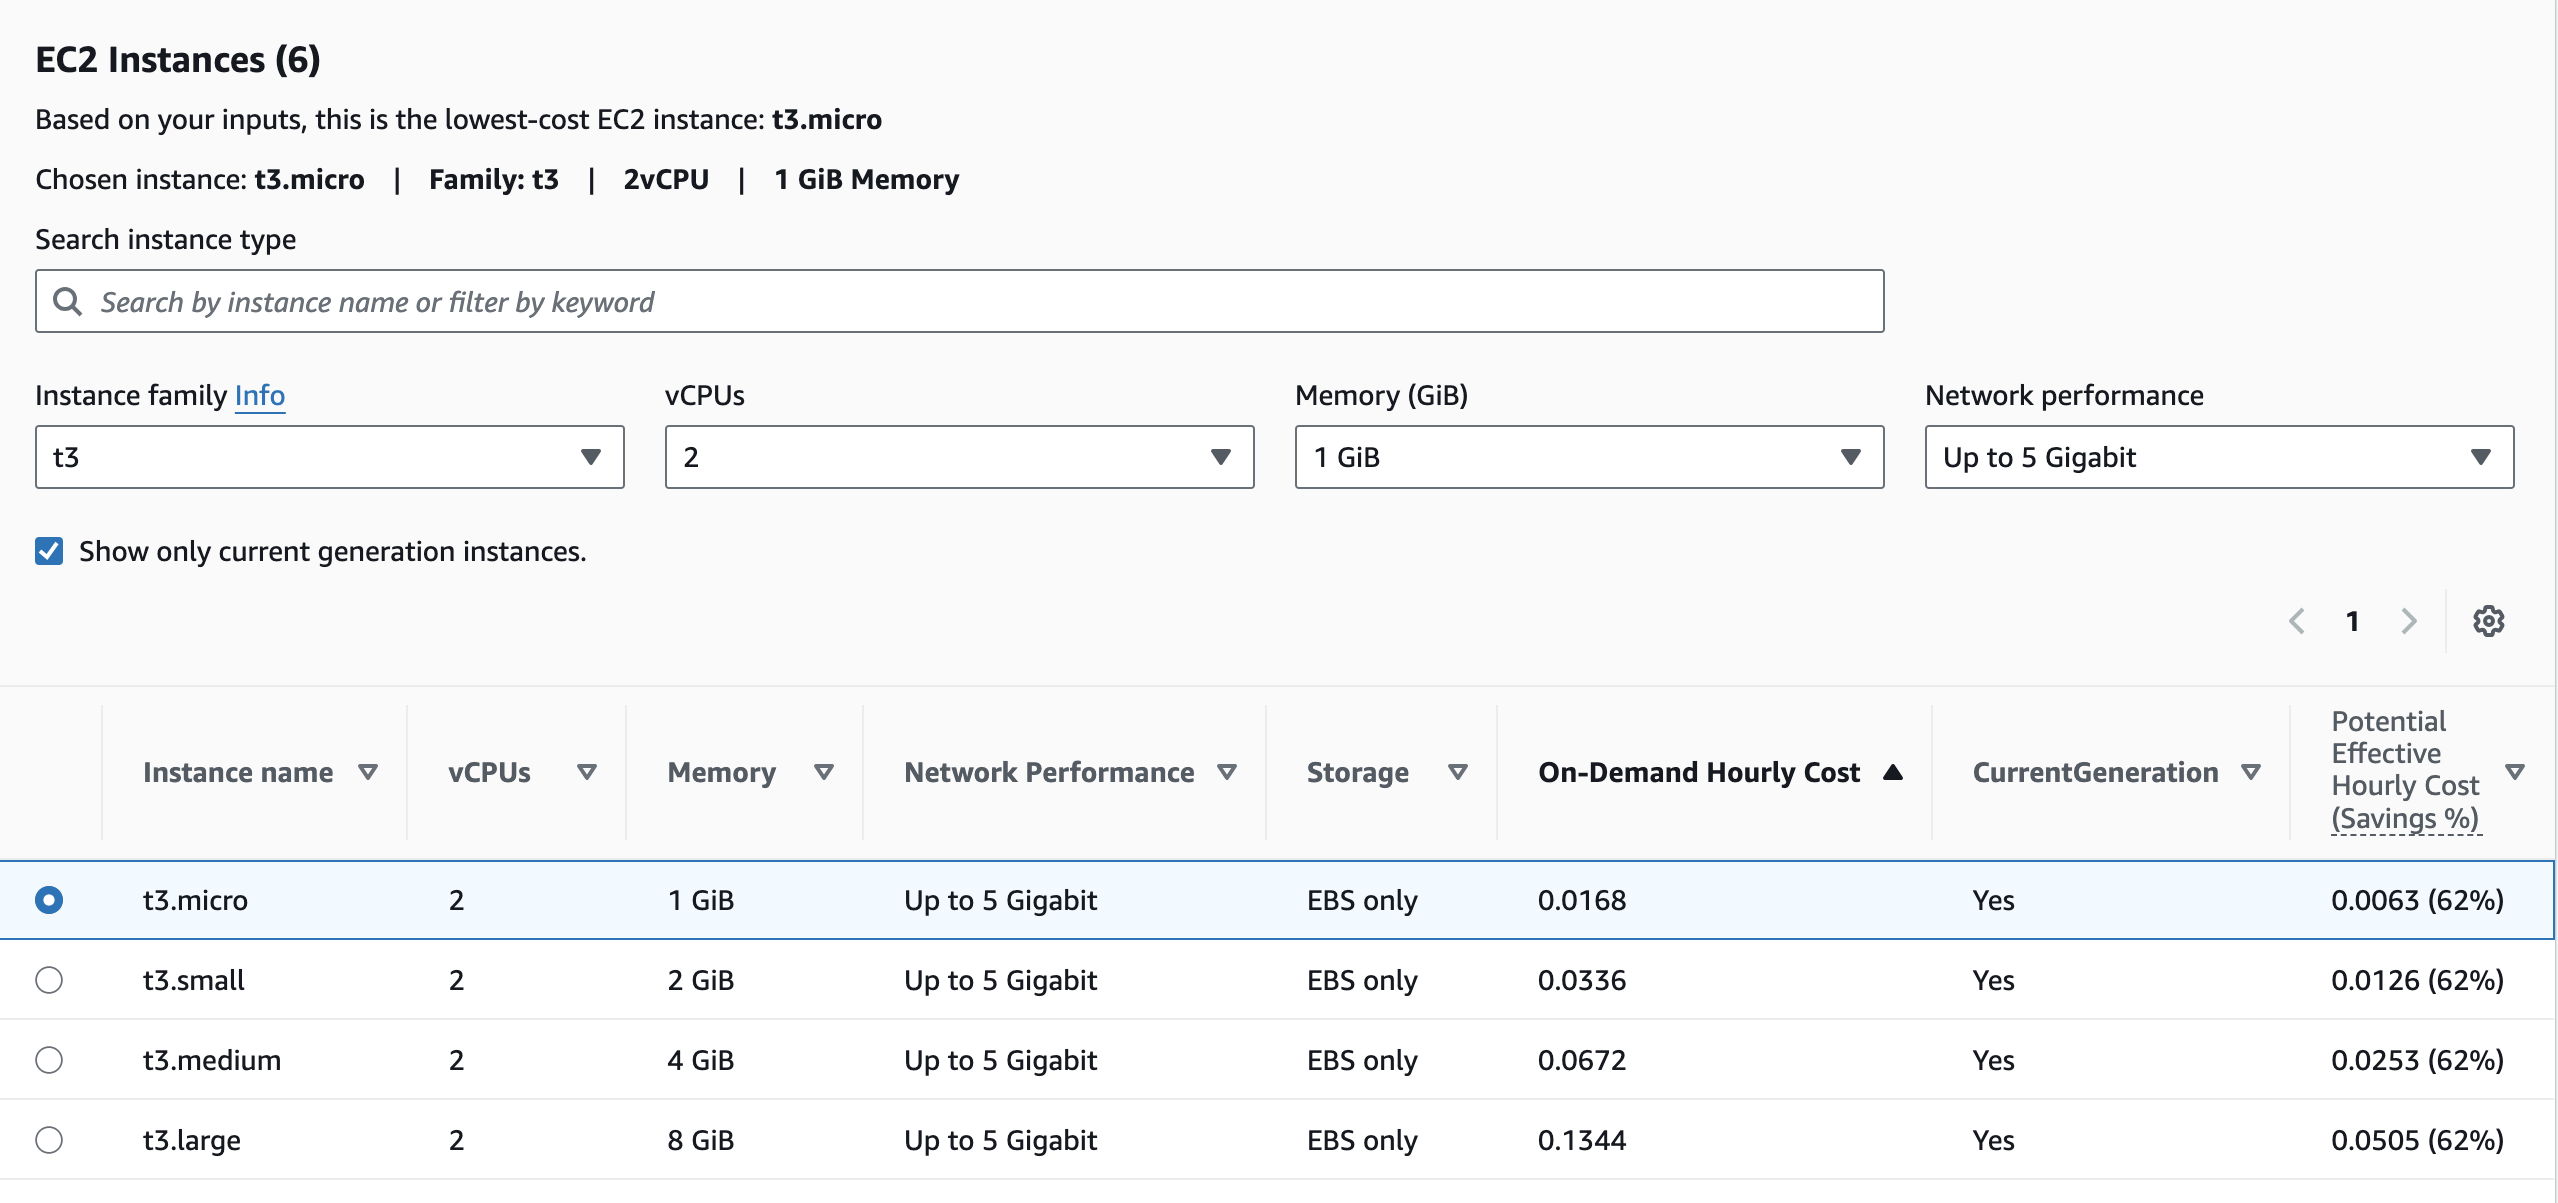 EC2 Instances (6)
Based on your inputs, this is the lowest-cost EC2 instance: t3.micro
Chosen instance: t3.micro | Family: t3 | 2vCPU | 1 GiB Memory
Search instance type
Search by instance name or filter by keyword
Instance family Info vCPUs Memory (GiB) Network performance
t3 2 1 GiB Up to 5 Gigabit
Show only current generation instances.
1
Instance name vCPUs Memory Network Performance Storage On-Demand Hourly Cost CurrentGeneration Potential
Effective
Hourly Cost
(Savings %)
t3.micro 2 1 GiB Up to 5 Gigabit EBS only 0.0168 Yes 0.0063 (62%)
t3.small 2 2 GiB Up to 5 Gigabit EBS only 0.0336 Yes 0.0126 (62%)
t3.medium 2 4 GiB Up to 5 Gigabit EBS only 0.0672 Yes 0.0253 (62%)
t3.large 2 8 GiB Up to 5 Gigabit EBS only 0.1344 Yes 0.0505 (62%)